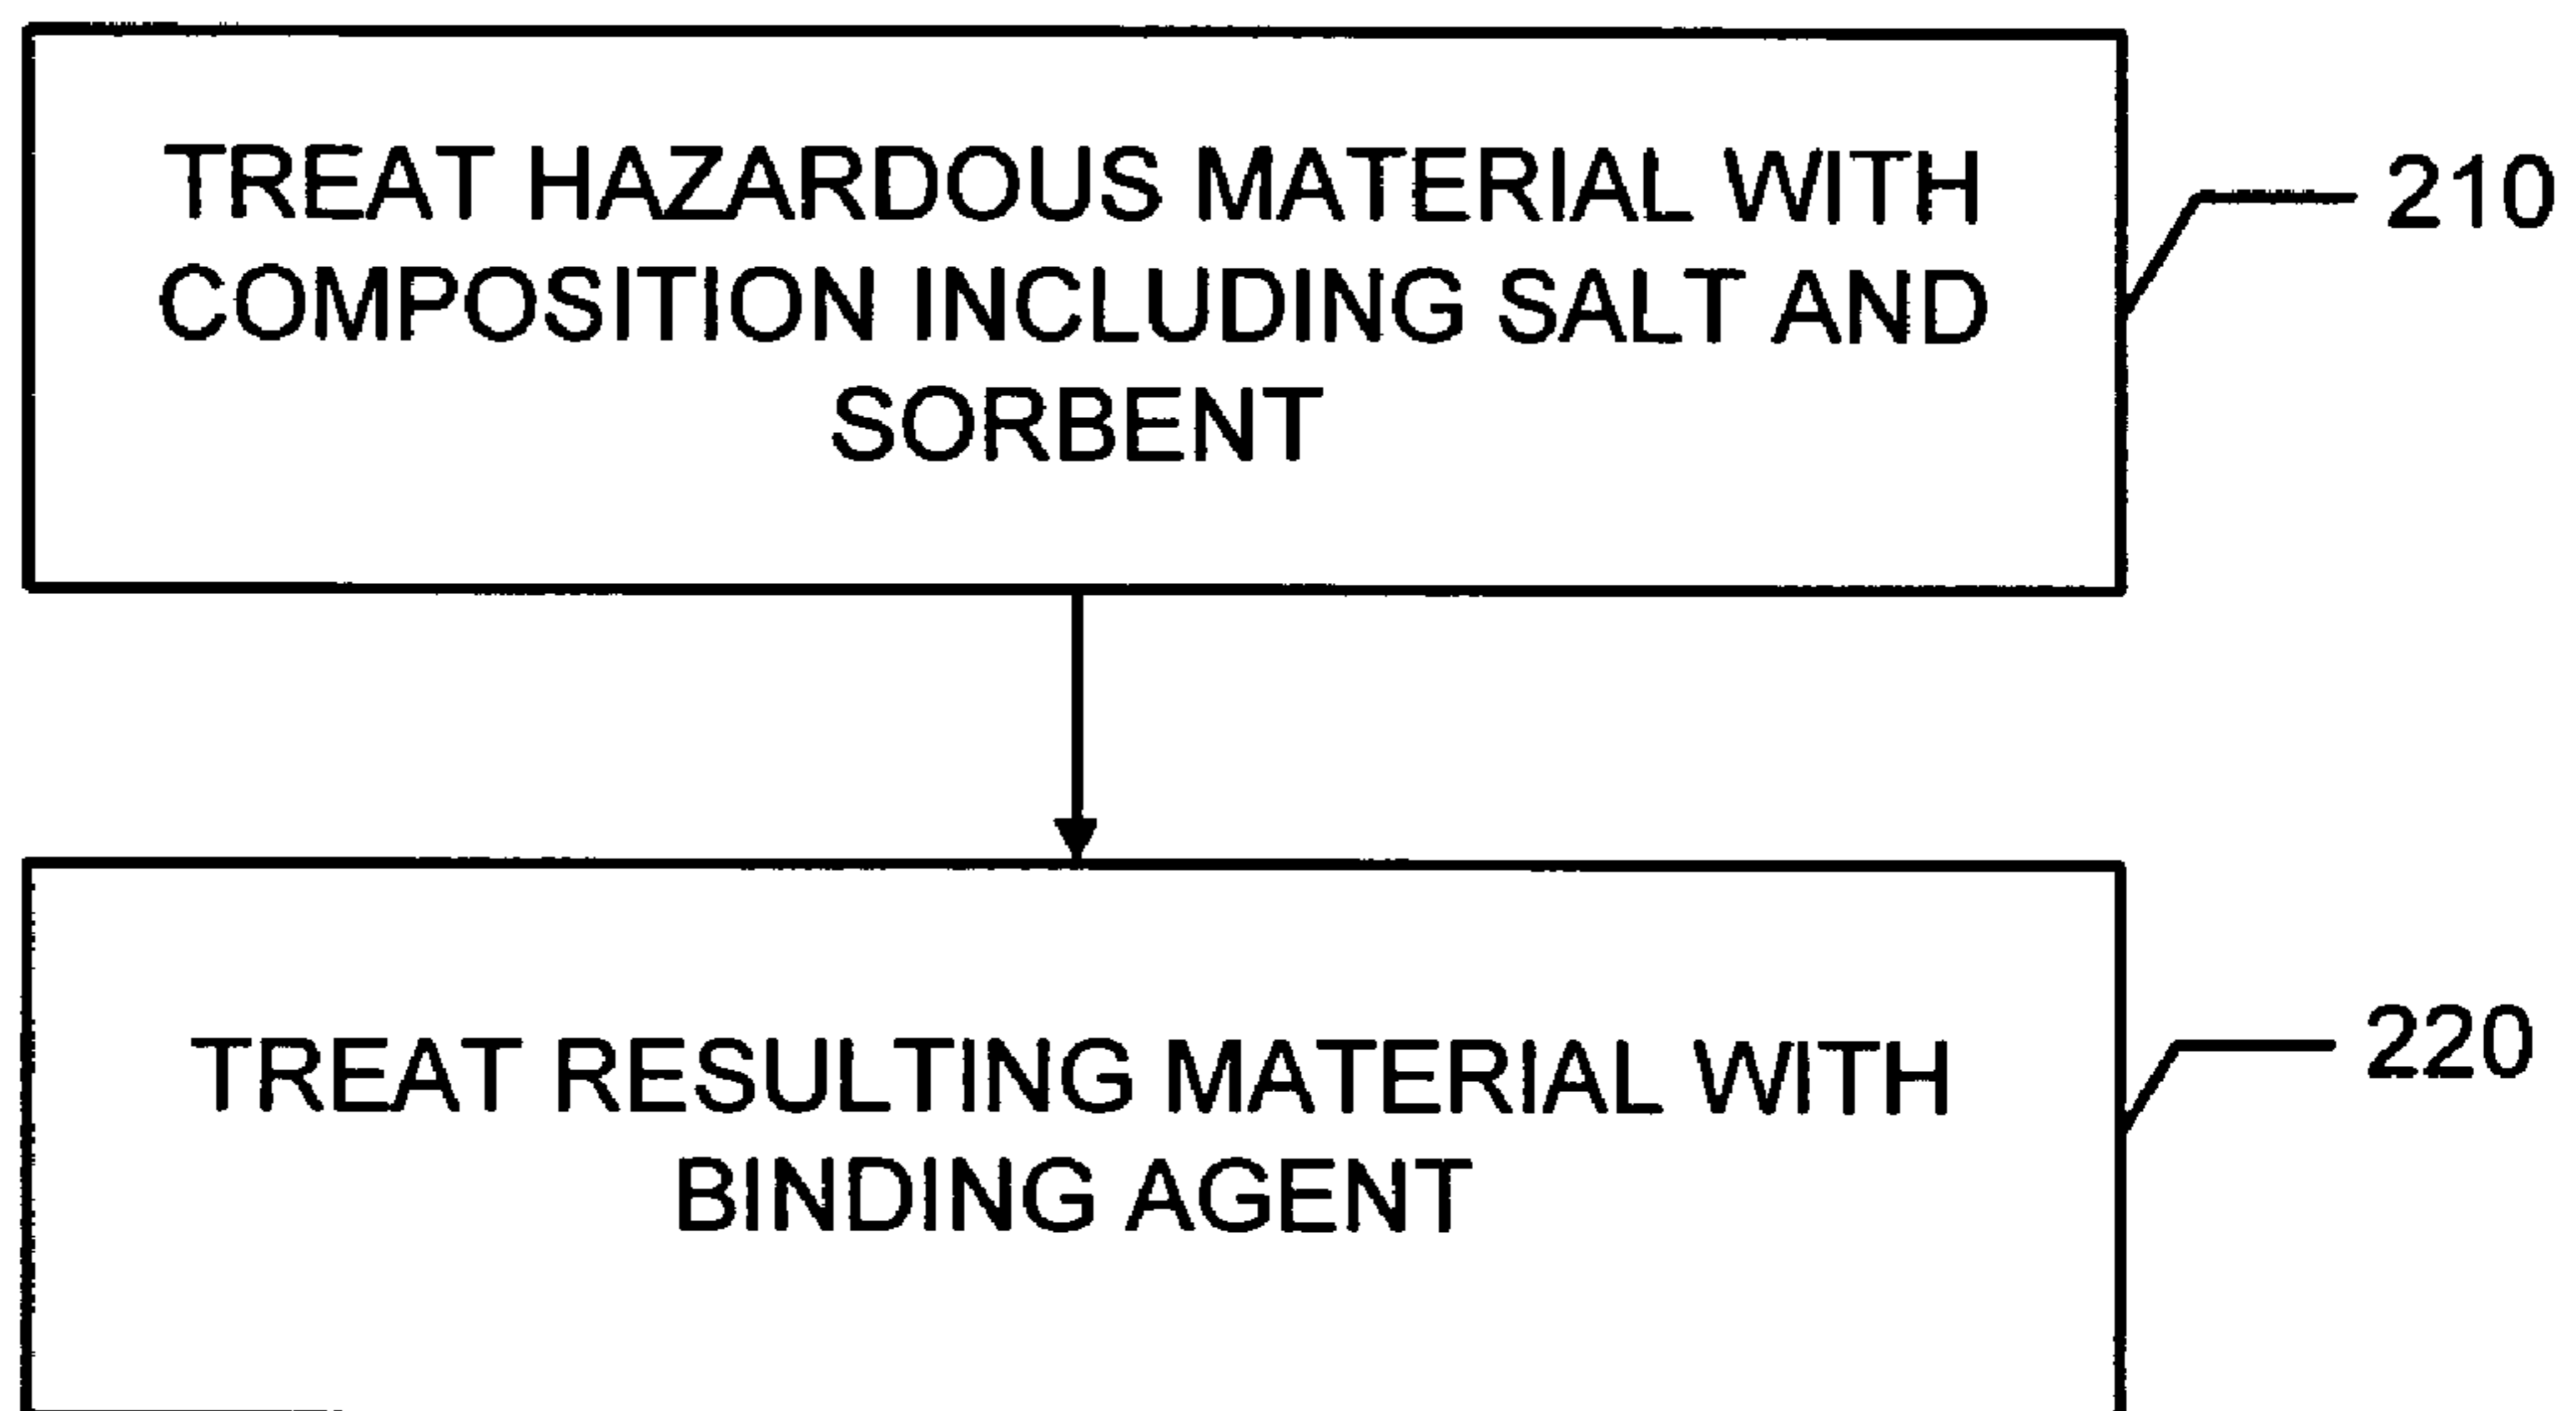 TREAT HAZARDOUS MATERIAL WITH
COMPOSITION INCLUDING SALT AND
SORBENT
210
TREAT RESULTING MATERIAL WITH
BINDING AGENT
220